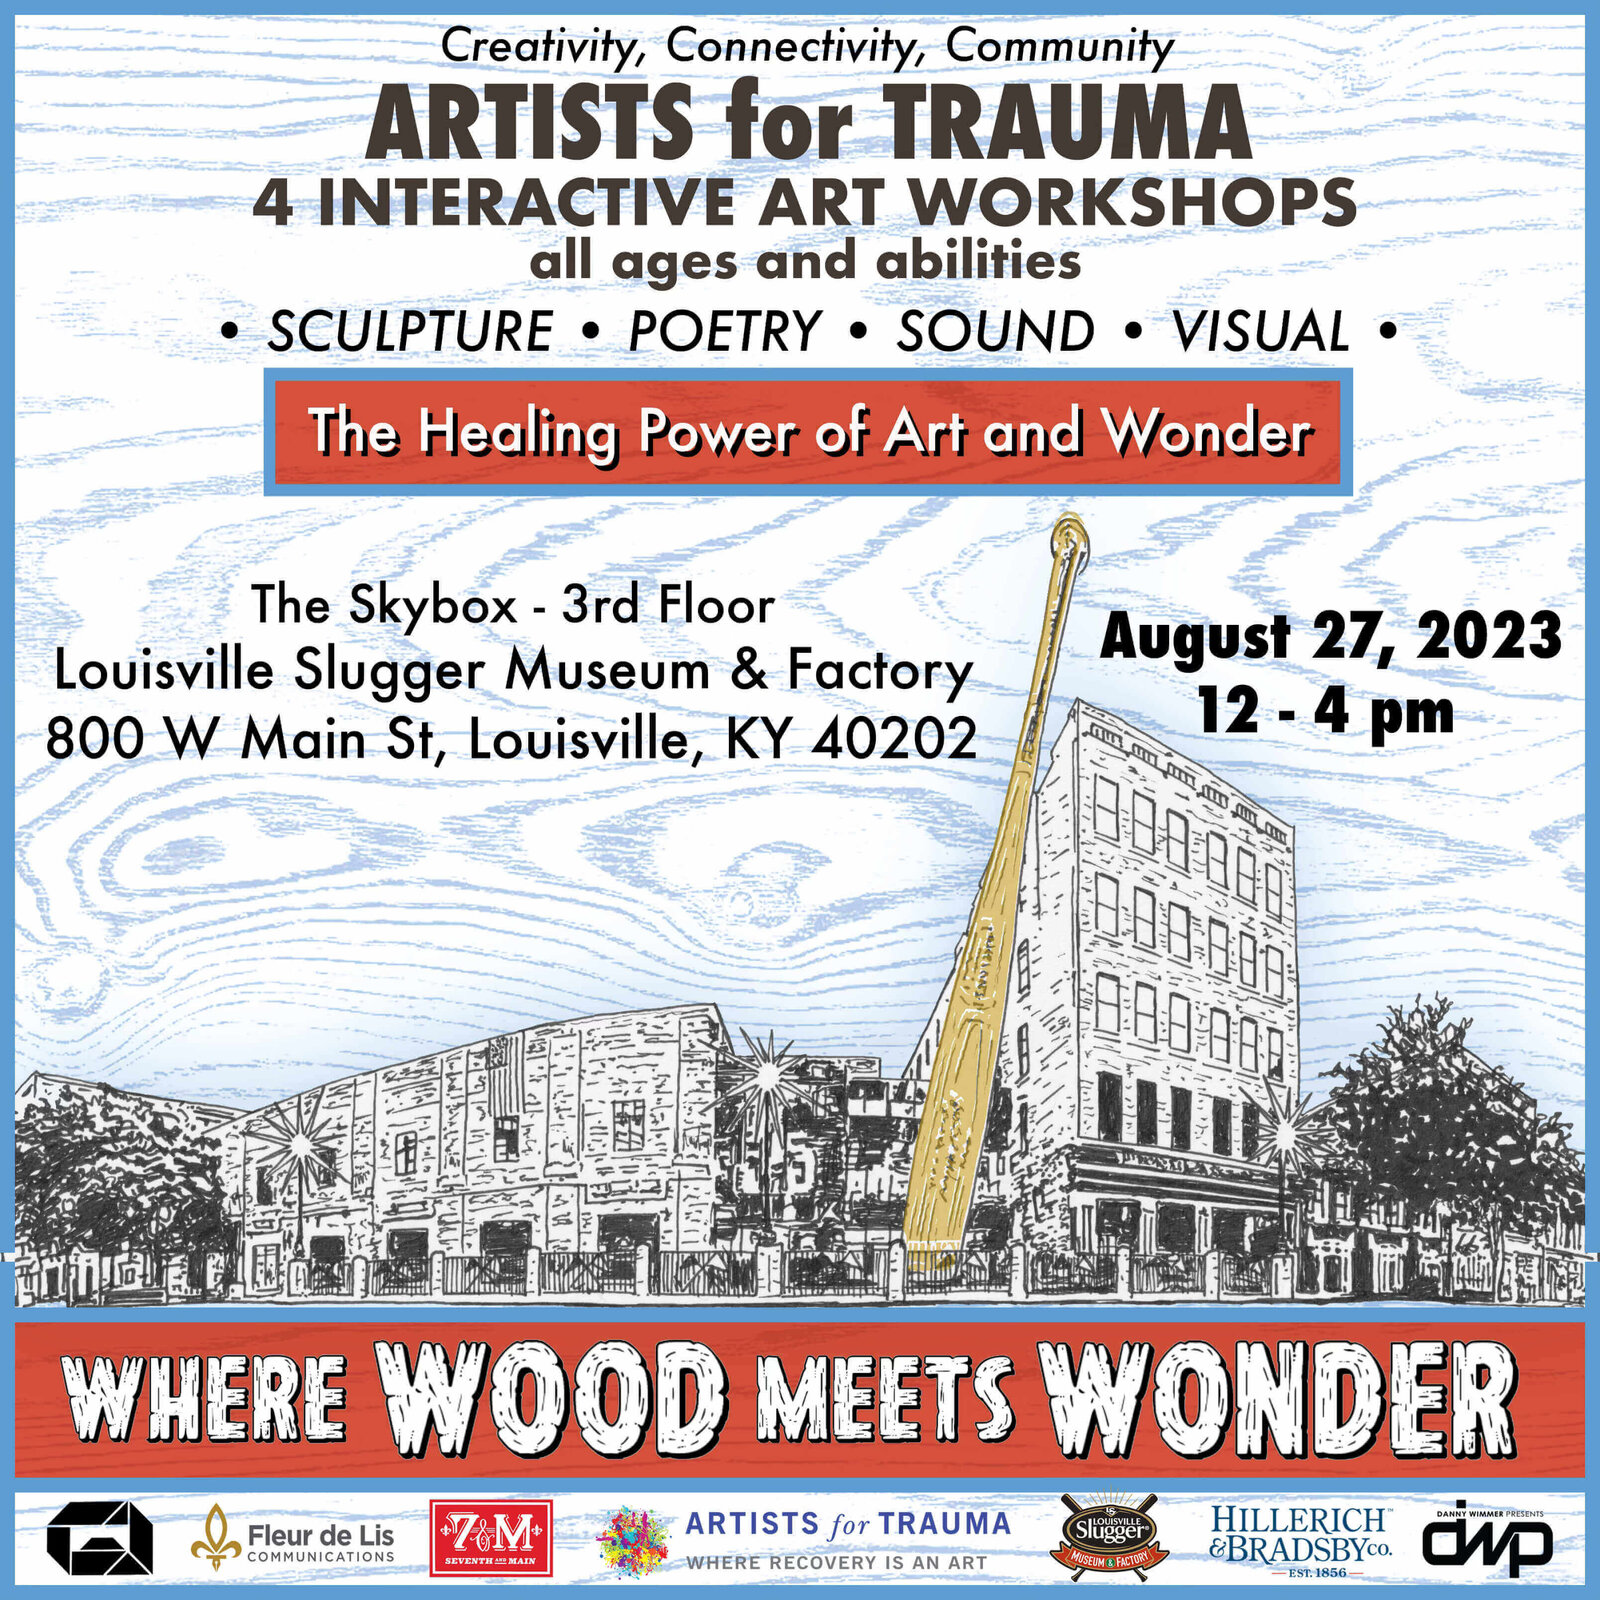 Creativity, Connectivity, Community
ARTISTS for TRAUMA
4 INTERACTIVE ART WORKSHOPS
all ages and abilities
• SCULPTURE • POETRY • SOUND • VISUAL •
The Healing Power of Art and Wonder
The Skybox - 3rd Floor
Louisville Slugger Museum & Factory
800 W Main St, Louisville, KY 40202
August 27, 2023
12 - 4 pm
WHERE WOOD MEETS WONDER
Fleur de Lis
COMMUNICATIONS
7&M
SEVENTH AND MAIN
ARTISTS for TRAUMA
WHERE RECOVERY IS AN ART
LS
LOUISVILLE
Slugger®
MUSEUM & FACTORY
HILLERICH™
&BRADSBY CO.
EST. 1856
DANNY WIMMER PRESENTS
dwp